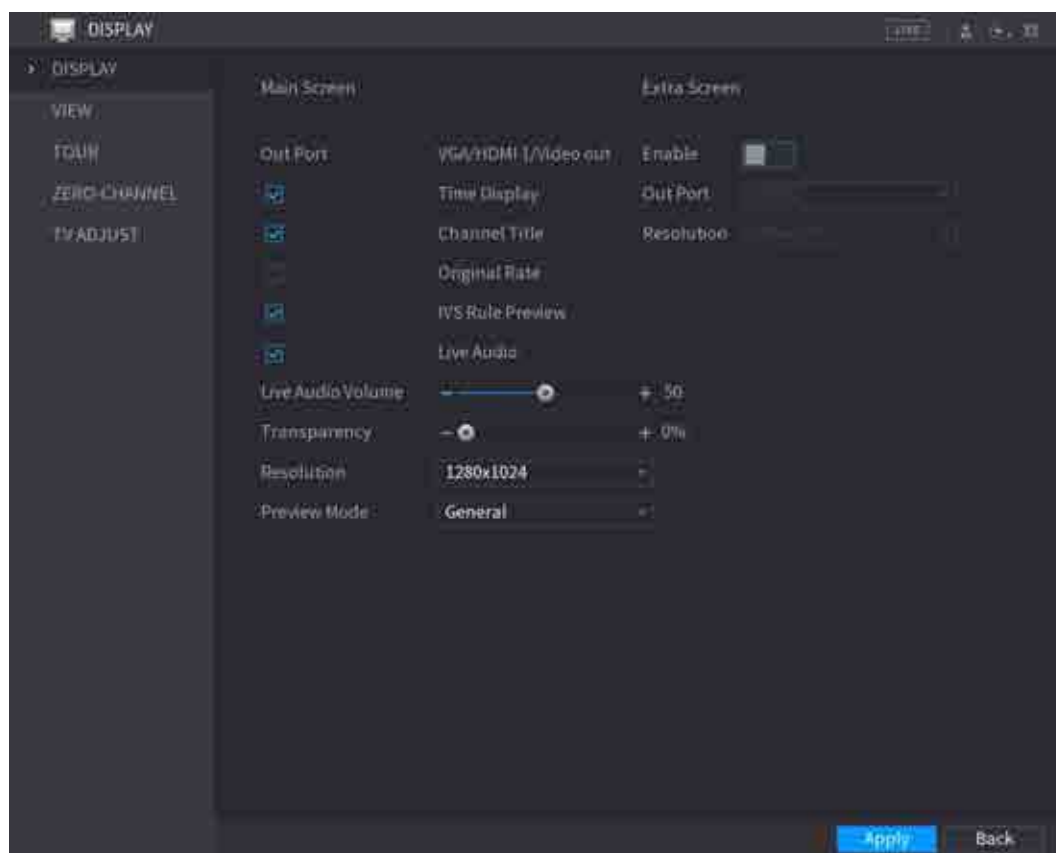 DISPLAY
LIVE
DISPLAY
VIEW
TOUR
ZERO-CHANNEL
TV ADJUST
Main Screen
Extra Screen
Out Port
VGA/HDMI 1/Video out
Enable
Time Display
Out Port
Channel Title
Resolution
Original Rate
IVS Rule Preview
Live Audio
Live Audio Volume
- + 50
Transparency
- + 0%
Resolution
1280x1024
Preview Mode
General
Apply
Back